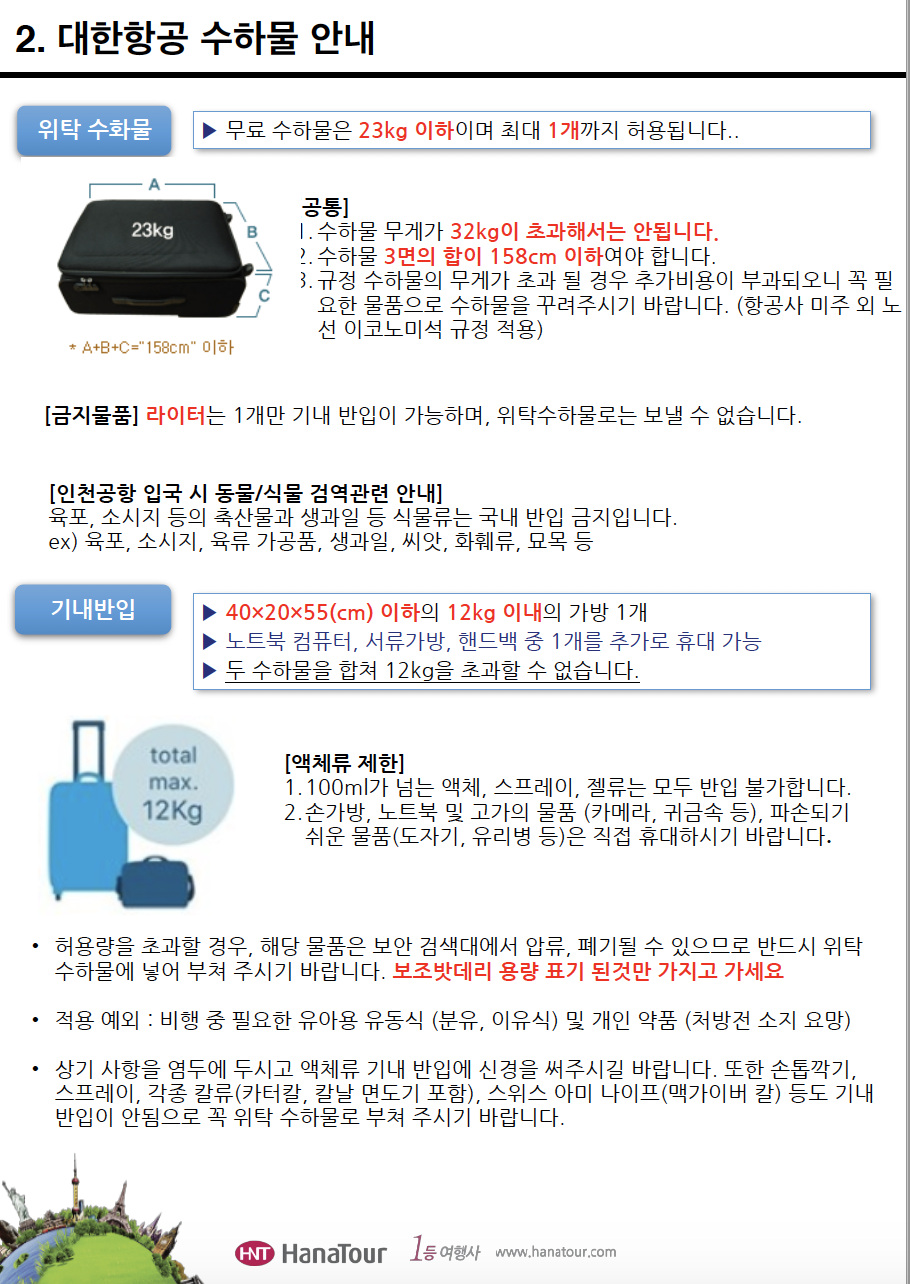 2. 대한항공 수하물 안내
위탁 수화물
▶ 무료 수하물은 23kg 이하이며 최대 1개까지 허용됩니다..
A
23kg
B
C
* A+B+C="158cm" 이하
공통]
1. 수하물 무게가 32kg이 초과해서는 안됩니다.
2. 수하물 3면의 합이 158cm 이하여야 합니다.
3. 규정 수하물의 무게가 초과 될 경우 추가비용이 부과되오니 꼭 필
요한 물품으로 수하물을 꾸려주시기 바랍니다. (항공사 미주 외 노
선 이코노미석 규정 적용)
[금지물품] 라이터는 1개만 기내 반입이 가능하며, 위탁수하물로는 보낼 수 없습니다.
[인천공항 입국 시 동물/식물 검역관련 안내]
육포, 소시지 등의 축산물과 생과일 등 식물류는 국내 반입 금지입니다.
ex) 육포, 소시지, 육류 가공품, 생과일, 씨앗, 화훼류, 묘목 등
기내반입
▶ 40×20×55(cm) 이하의 12kg 이내의 가방 1개
▶ 노트북 컴퓨터, 서류가방, 핸드백 중 1개를 추가로 휴대 가능
▶ 두 수하물을 합쳐 12kg을 초과할 수 없습니다.
total
max.
12Kg
[액체류 제한]
1. 100ml가 넘는 액체, 스프레이, 젤류는 모두 반입 불가합니다.
2. 손가방, 노트북 및 고가의 물품 (카메라, 귀금속 등), 파손되기
쉬운 물품(도자기, 유리병 등)은 직접 휴대하시기 바랍니다.
• 허용량을 초과할 경우, 해당 물품은 보안 검색대에서 압류, 폐기될 수 있으므로 반드시 위탁
수하물에 넣어 부쳐 주시기 바랍니다. 보조밧데리 용량 표기 된것만 가지고 가세요
• 적용 예외 : 비행 중 필요한 유아용 유동식 (분유, 이유식) 및 개인 약품 (처방전 소지 요망)
• 상기 사항을 염두에 두시고 액체류 기내 반입에 신경을 써주시길 바랍니다. 또한 손톱깍기,
스프레이, 각종 칼류(카터칼, 칼날 면도기 포함), 스위스 아미 나이프(맥가이버 칼) 등도 기내
반입이 안됨으로 꼭 위탁 수하물로 부쳐 주시기 바랍니다.
HNT HanaTour 1등 여행사 www.hanatour.com